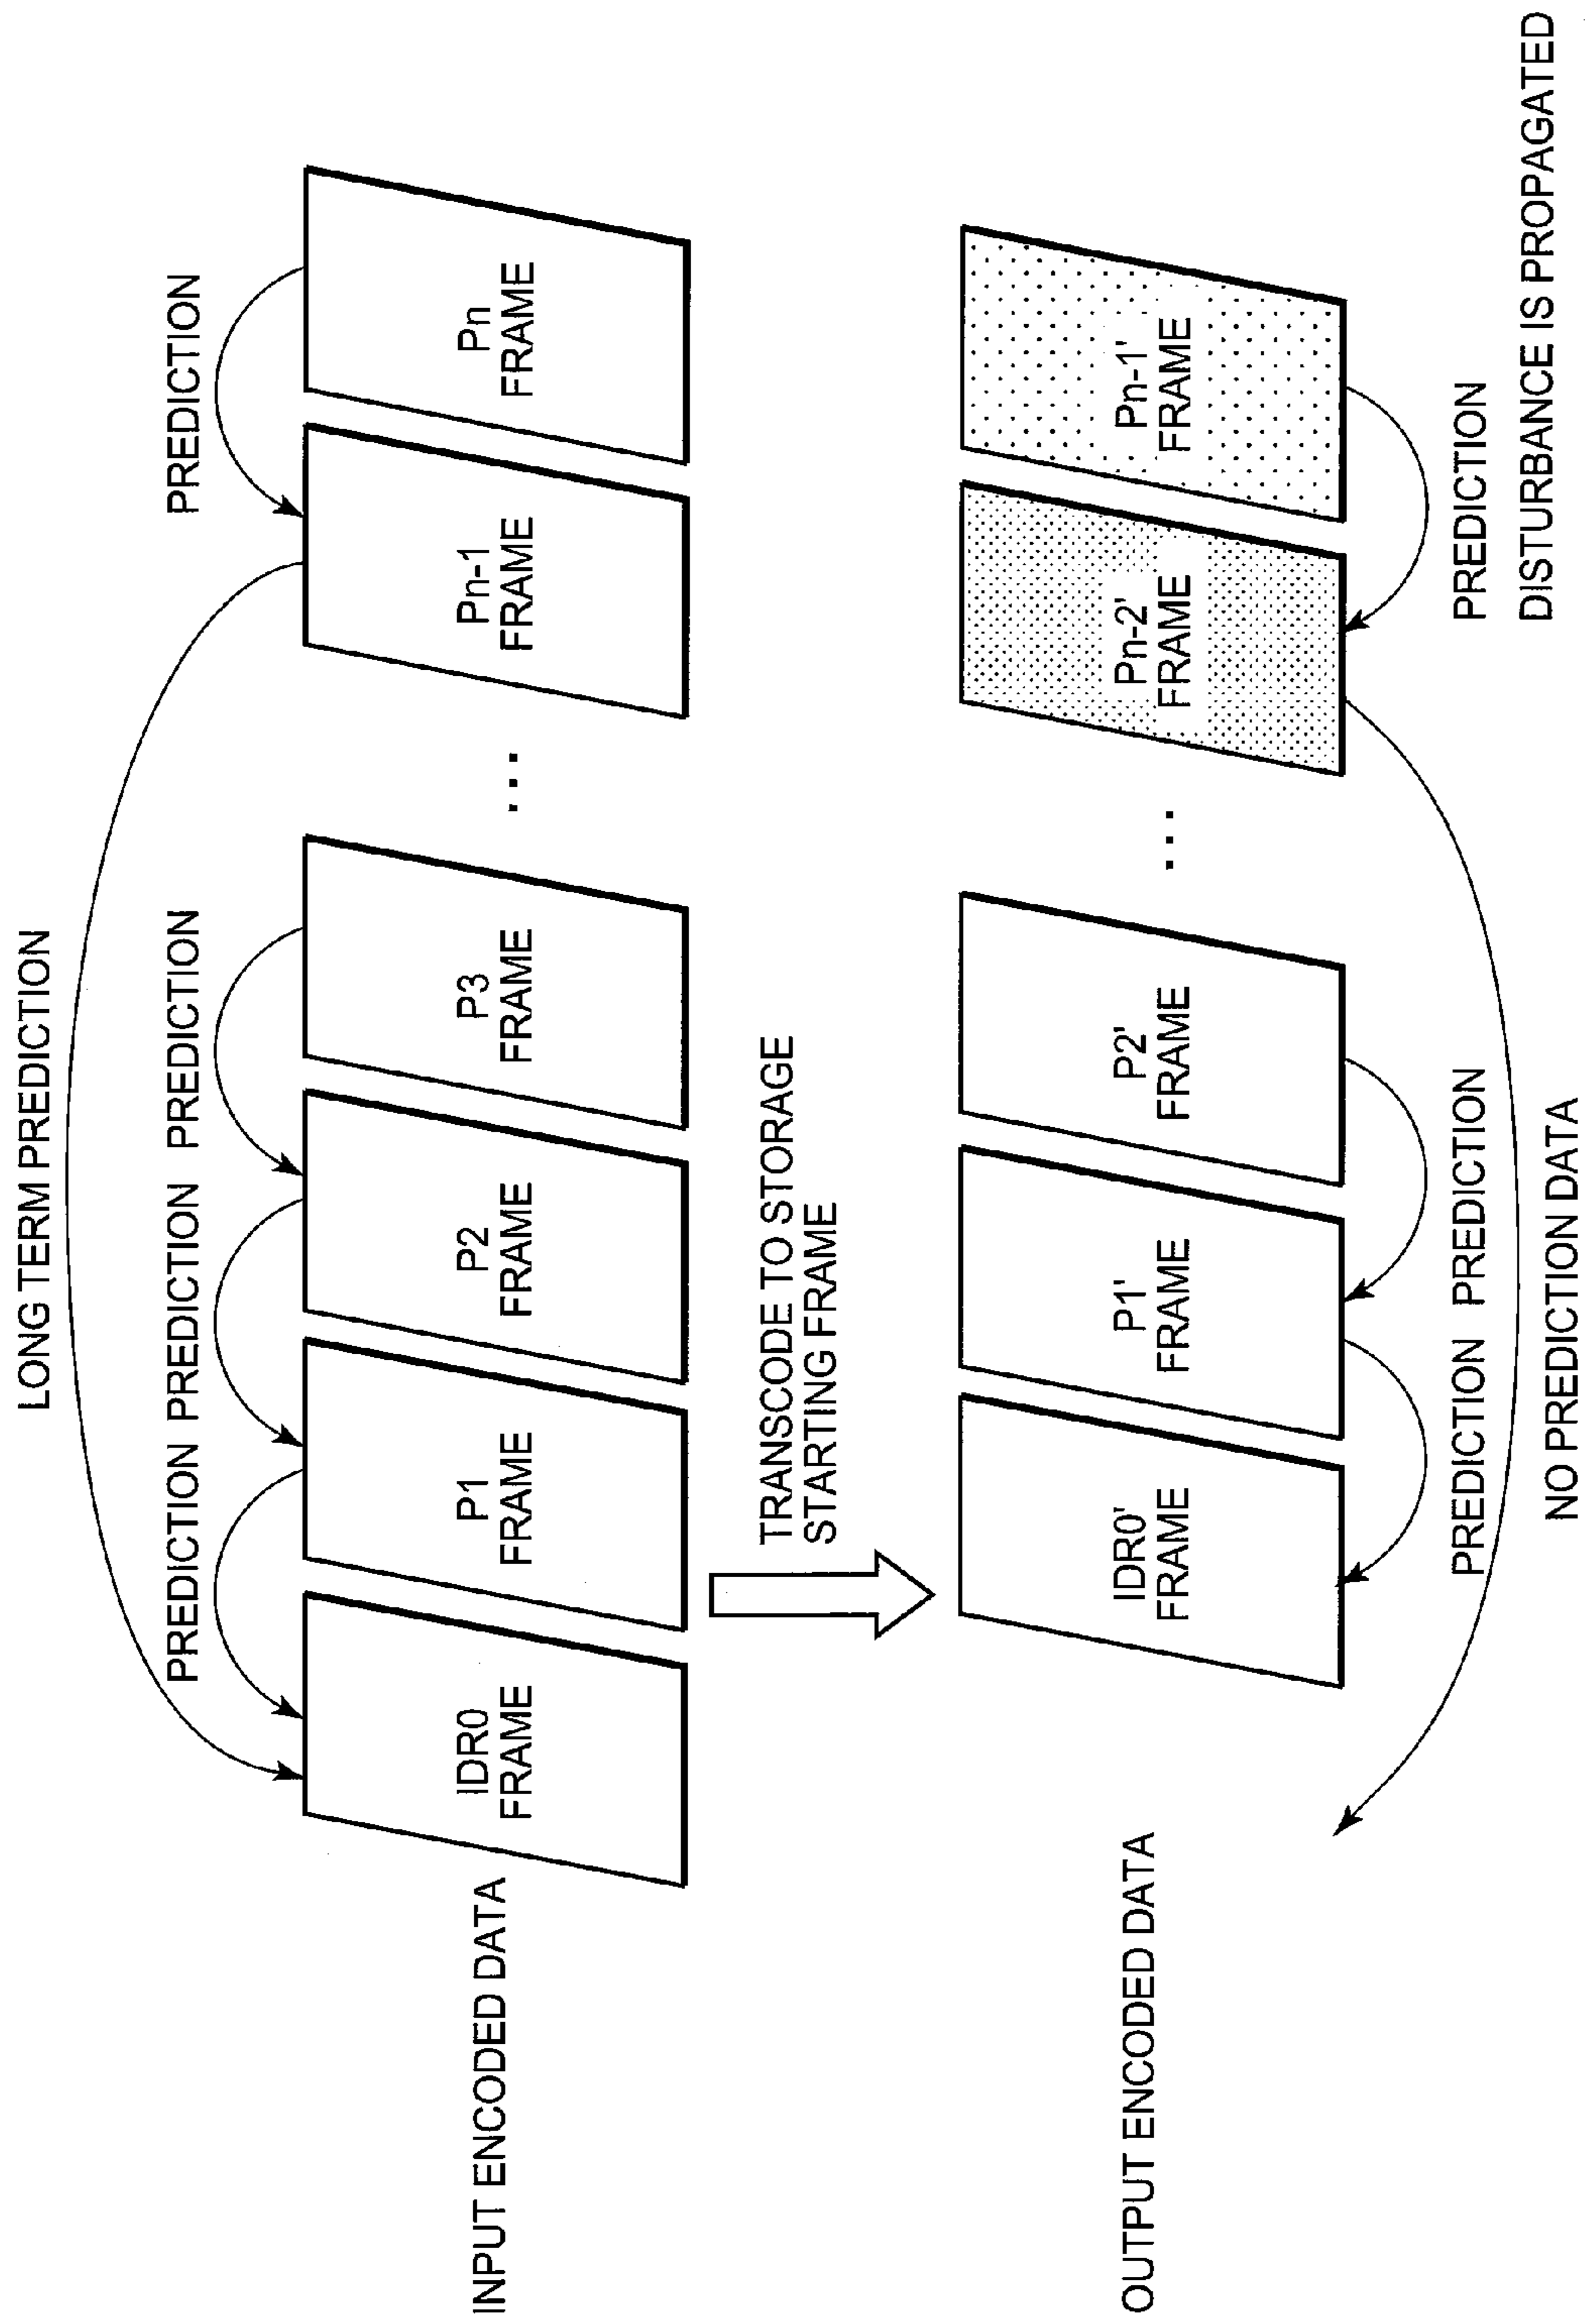 LONG TERM PREDICTION
PREDICTION PREDICTION PREDICTION
PREDICTION
INPUT ENCODED DATA
IDR0
FRAME
P1
FRAME
P2
FRAME
P3
FRAME
...
Pn-1
FRAME
Pn
FRAME
TRANSCODE TO STORAGE
STARTING FRAME
OUTPUT ENCODED DATA
IDR0'
FRAME
P1'
FRAME
P2'
FRAME
...
Pn-2'
FRAME
Pn-1'
FRAME
PREDICTION PREDICTION
PREDICTION
NO PREDICTION DATA
DISTURBANCE IS PROPAGATED